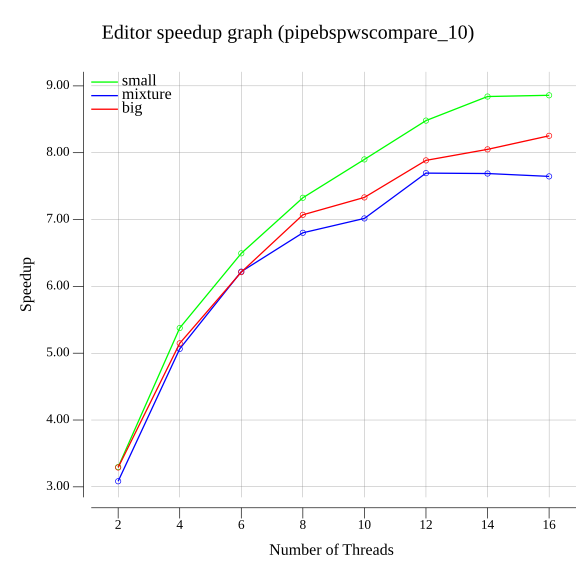 Editor speedup graph (pipebspwscompare_10)
small
mixture
big
9.00
8.00
7.00
6.00
5.00
4.00
3.00
Speedup
2 4 6 8 10 12 14 16
Number of Threads